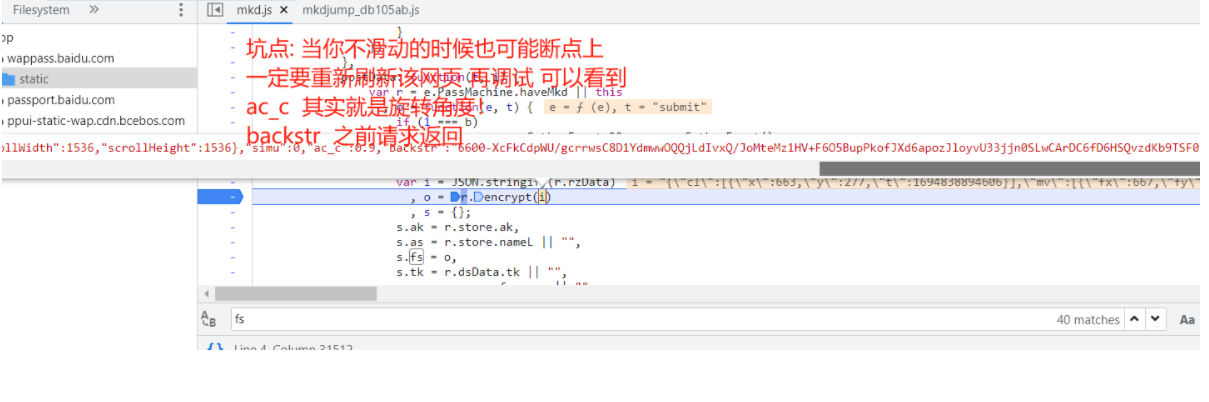 Filesystem » ⋮ mkd.js × mkdjump_db105ab.js
}
坑点: 当你不滑动的时候也可能断点上
wappass.baidu.com
一定要重新刷新该网页 再调试 可以看到
static
var r = e.PassMachine.haveMkd || this
passport.baidu.com
(e, t) { e = ƒ (e), t = "submit"
ac_c 其实就是旋转角度!
if (i === b)
ppui-static-wap.cdn.bcebos.com
backstr 之前请求返回
ollWidth":1536,"scrollHeight":1536},"simu":0,"ac_c":0.9,"backstr":"6600-XcFkCdpWU/gcrrwsC8D1YdmwwOQQjLdIvxQ/JoMteMz1HV+F6O5BupPkofJXd6apozJloyvU33jjn0SLwCArDC6fD6HSQvzdKb9TSF0
var i = JSON.stringify(r.rzData) i = "{\"cl\":[{\"x\":663,\"y\":277,\"t\":1694838894606}],\"mv\":[{\"fx\":667,\"fy\"
, o = r.encrypt(i)
, s = {};
s.ak = r.store.ak,
s.as = r.store.nameL || "",
s.fs = o,
s.tk = r.dsData.tk || "",
fs 40 matches Aa
{} Line 4, Column 31512